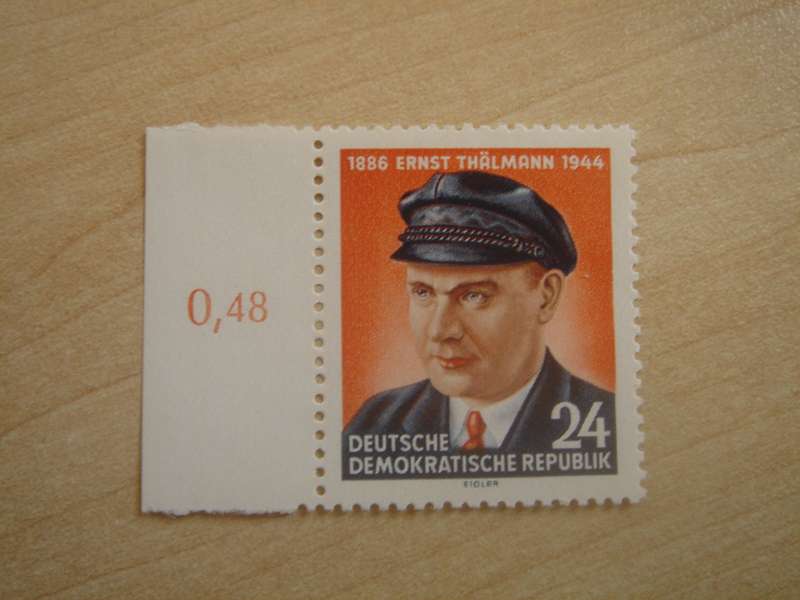 1886 ERNST THÄLMANN 1944
0,48
24
DEUTSCHE
DEMOKRATISCHE REPUBLIK
EIGLER